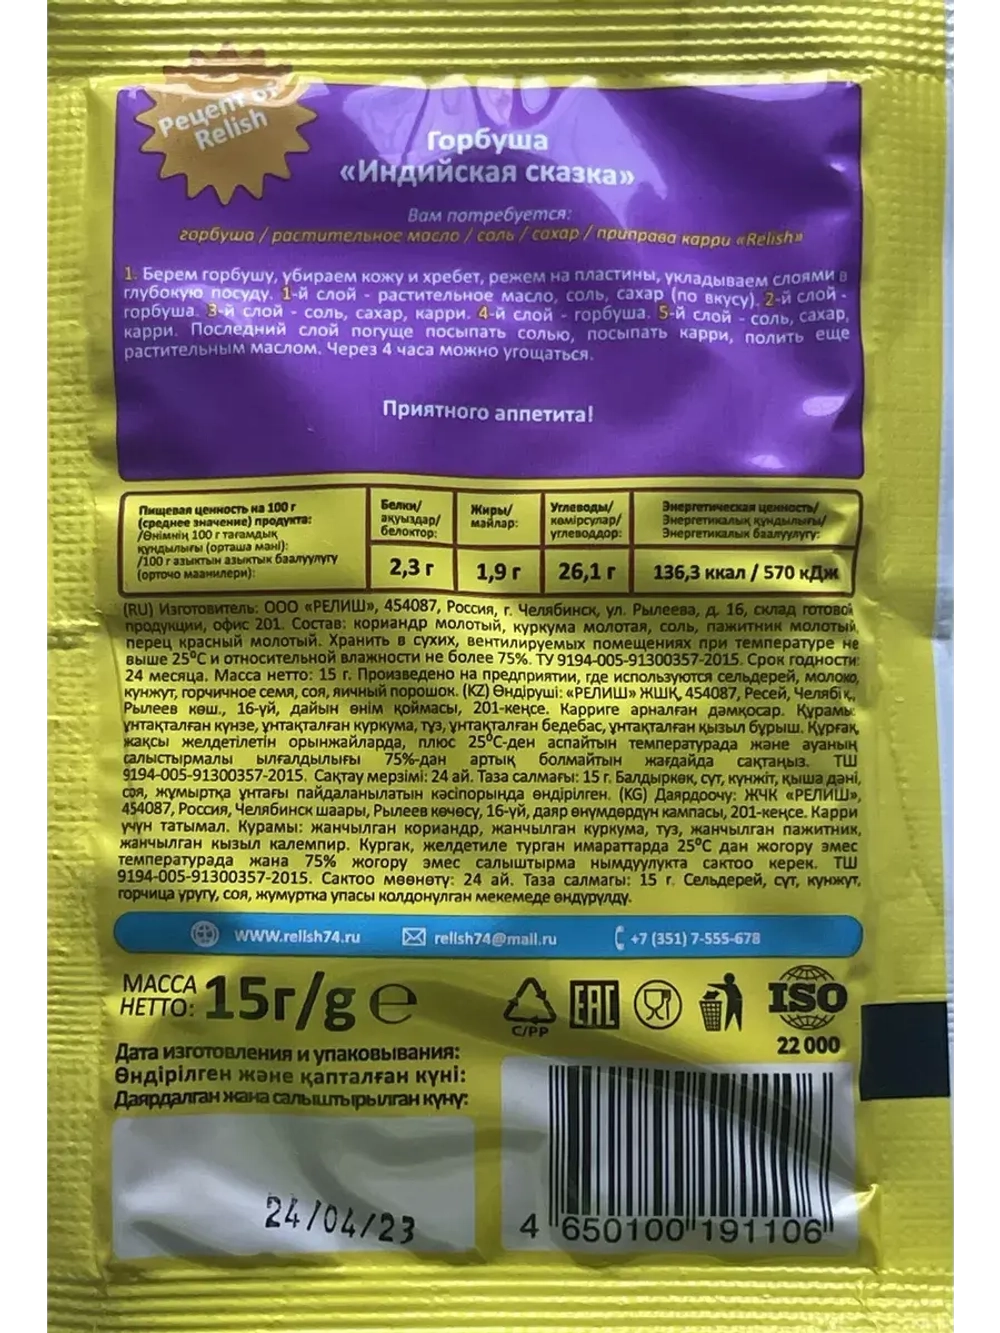 Рецепт от
Relish
Горбуша
«Индийская сказка»
Вам потребуется:
горбуша / растительное масло / соль / сахар / приправа карри «Relish»
1. Берем горбушу, убираем кожу и хребет, режем на пластины, укладываем слоями в
глубокую посуду. 1-й слой - растительное масло, соль, сахар (по вкусу). 2-й слой -
горбуша. 3-й слой - соль, сахар, карри. 4-й слой - горбуша. 5-й слой - соль, сахар,
карри. Последний слой погуще посыпать солью, посыпать карри, полить еще
растительным маслом. Через 4 часа можно угощаться.
Приятного аппетита!
Пищевая ценность на 100 г
(среднее значение) продукта:
/Өнімнің 100 г тағамдық
құндылығы (орташа мәні):
/100 г азыктын азыктык баалуулугу
(орточо маанилери):
Белки/
ақуыздар/
белоктор:
Жиры/
майлар:
Углеводы/
көмірсулар/
углеводдор:
Энергетическая ценность/
Энергетикалық құндылығы/
Энергетикалык баалуулугу:
2,3 г
1,9 г
26,1 г
136,3 ккал / 570 кДж
(RU) Изготовитель: ООО «РЕЛИШ», 454087, Россия, г. Челябинск, ул. Рылеева, д. 16, склад готовой
продукции, офис 201. Состав: кориандр молотый, куркума молотая, соль, пажитник молотый,
перец красный молотый. Хранить в сухих, вентилируемых помещениях при температуре не
выше 25°С и относительной влажности не более 75%. ТУ 9194-005-91300357-2015. Срок годности:
24 месяца. Масса нетто: 15 г. Произведено на предприятии, где используются сельдерей, молоко,
кунжут, горчичное семя, соя, яичный порошок. (KZ) Өндіруші: «РЕЛИШ» ЖШҚ, 454087, Ресей, Челябік,
Рылеев көш., 16-үй, дайын өнім қоймасы, 201-кеңсе. Карриге арналған дәмқосар. Құрамы:
ұнтақталған күнзе, ұнтақталған куркума, тұз, ұнтақталған бедебас, ұнтақталған қызыл бұрыш. Құрғақ,
жақсы желдетілетін орынжайларда, плюс 25°С-ден аспайтын температурада және ауаның
салыстырмалы ылғалдылығы 75%-дан артық болмайтын жағдайда сақтаңыз. ТШ
9194-005-91300357-2015. Сақтау мерзімі: 24 ай. Таза салмағы: 15 г. Балдыркөк, сүт, күнжіт, қыша дәні,
соя, жұмыртқа ұнтағы пайдаланылатын кәсіпорында өндірілген. (KG) Даярдоочу: ЖЧК «РЕЛИШ»,
454087, Россия, Челябинск шаары, Рылеев көчөсү, 16-үй, даяр өнүмдөрдүн кампасы, 201-кеңсе. Карри
үчүн татымал. Курамы: жанчылган кориандр, жанчылган куркума, туз, жанчылган пажитник,
жанчылган кызыл калемпир. Кургак, желдетиле турган имараттарда 25°С дан жогору эмес
температурада жана 75% жогору эмес салыштырма нымдуулукта сактоо керек. ТШ
9194-005-91300357-2015. Сактоо мөөнөтү: 24 ай. Таза салмагы: 15 г. Сельдерей, сүт, кунжут,
горчица уругу, соя, жумуртка упасы колдонулган мекемеде өндүрүлдү.
www.relish74.ru
relish74@mail.ru
+7 (351) 7-555-678
МАССА
НЕТТО: 15г/g ℮
C/PP
EAC
ISO
22 000
Дата изготовления и упаковывания:
Өндірілген және қапталған күні:
Даярдалган жана салыштырылган күнү:
24/04/23
4 650100 191106